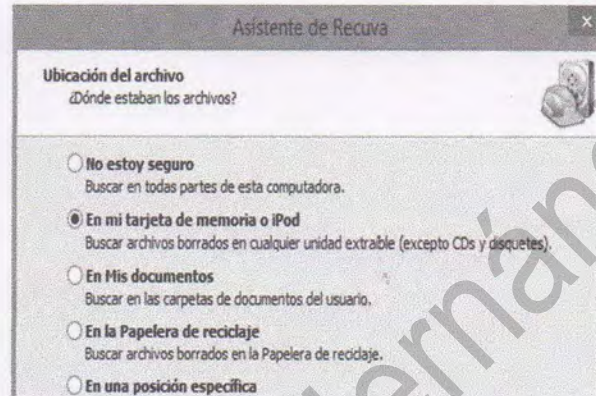 Asistente de Recuva
x
Ubicación del archivo
¿Dónde estaban los archivos?
No estoy seguro
Buscar en todas partes de esta computadora.
En mi tarjeta de memoria o iPod
Buscar archivos borrados en cualquier unidad extraíble (excepto CDs y disquetes).
En Mis documentos
Buscar en las carpetas de documentos del usuario.
En la Papelera de reciclaje
Buscar archivos borrados en la Papelera de reciclaje.
En una posición específica